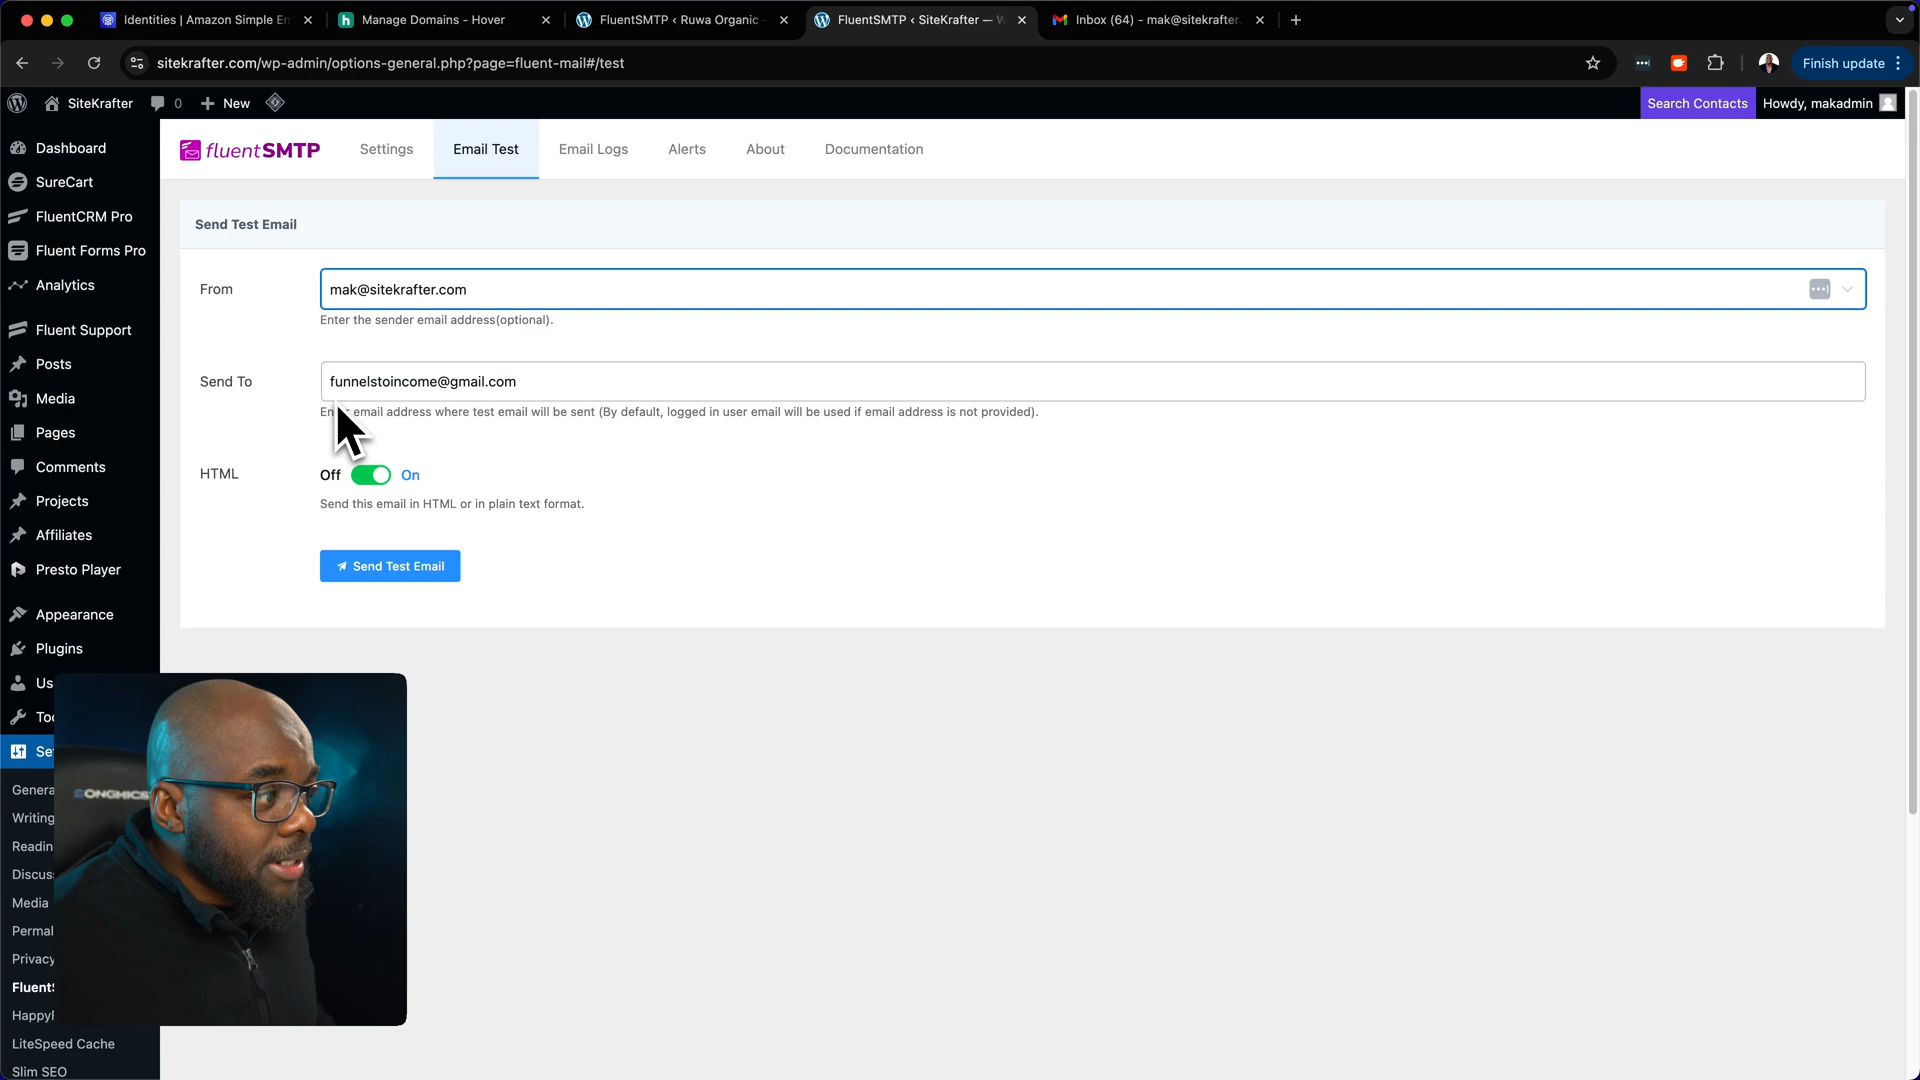 Identities | Amazon Simple En
Manage Domains - Hover
FluentSMTP ‹ Ruwa Organic -
FluentSMTP ‹ SiteKrafter — W
Inbox (64) - mak@sitekrafter.
sitekrafter.com/wp-admin/options-general.php?page=fluent-mail#/test
Finish update
SiteKrafter
0
New
Search Contacts
Howdy, makadmin
Dashboard
SureCart
FluentCRM Pro
Fluent Forms Pro
Analytics
Fluent Support
Posts
Media
Pages
Comments
Projects
Affiliates
Presto Player
Appearance
Plugins
Us
Too
Se
Genera
Writing
Readin
Discus
Media
Permal
Privacy
FluentS
HappyF
LiteSpeed Cache
Slim SEO
fluentSMTP
Settings
Email Test
Email Logs
Alerts
About
Documentation
Send Test Email
From
mak@sitekrafter.com
Enter the sender email address(optional).
Send To
funnelstoincome@gmail.com
En r email address where test email will be sent (By default, logged in user email will be used if email address is not provided).
HTML
Off
On
Send this email in HTML or in plain text format.
Send Test Email
SONGMICS